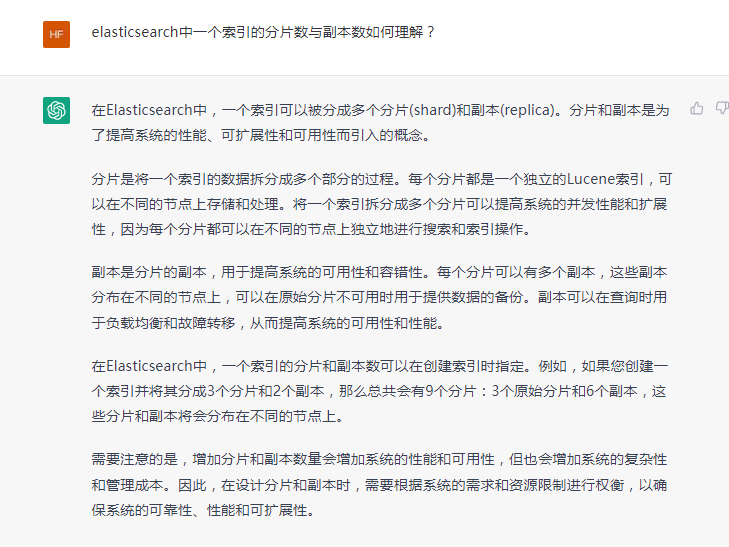 HF
elasticsearch中一个索引的分片数与副本数如何理解？
在Elasticsearch中，一个索引可以被分成多个分片(shard)和副本(replica)。分片和副本是为
了提高系统的性能、可扩展性和可用性而引入的概念。
分片是将一个索引的数据拆分成多个部分的过程。每个分片都是一个独立的Lucene索引，可
以在不同的节点上存储和处理。将一个索引拆分成多个分片可以提高系统的并发性能和扩展
性，因为每个分片都可以在不同的节点上独立地进行搜索和索引操作。
副本是分片的副本，用于提高系统的可用性和容错性。每个分片可以有多个副本，这些副本
分布在不同的节点上，可以在原始分片不可用时用于提供数据的备份。副本可以在查询时用
于负载均衡和故障转移，从而提高系统的可用性和性能。
在Elasticsearch中，一个索引的分片和副本数可以在创建索引时指定。例如，如果您创建一
个索引并将其分成3个分片和2个副本，那么总共会有9个分片：3个原始分片和6个副本，这
些分片和副本将会分布在不同的节点上。
需要注意的是，增加分片和副本数量会增加系统的性能和可用性，但也会增加系统的复杂性
和管理成本。因此，在设计分片和副本时，需要根据系统的需求和资源限制进行权衡，以确
保系统的可靠性、性能和可扩展性。